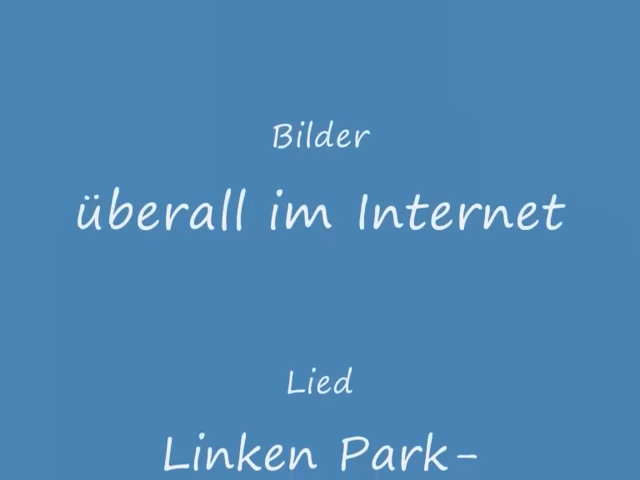 Bilder
überall im Internet
Lied
Linken Park-